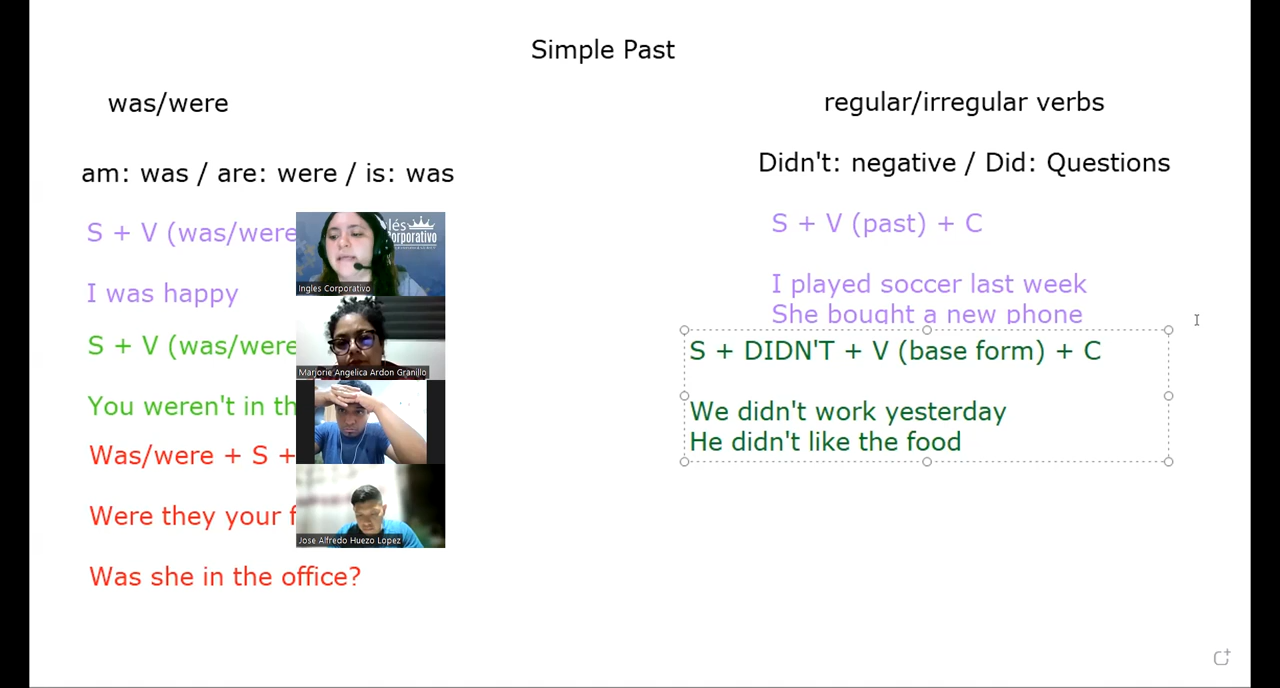 Simple Past
was/were
am: was / are: were / is: was
S + V (was/were
I was happy
S + V (was/were
You weren't in th
Was/were + S +
Were they your f
Was she in the office?
regular/irregular verbs
Didn't: negative / Did: Questions
S + V (past) + C
I played soccer last week
She bought a new phone
S + DIDN'T + V (base form) + C
We didn't work yesterday
He didn't like the food
lés
orporativo
Ingles Corporativo
Marjorie Angelica Ardon Granillo
Jose Alfredo Huezo Lopez